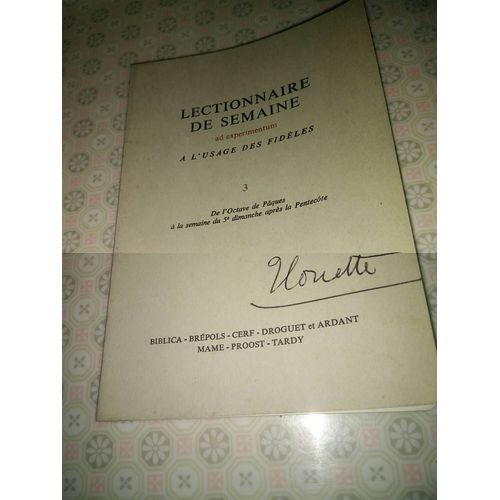 LECTIONNAIRE
DE SEMAINE
ad experimentum
A L'USAGE DES FIDÈLES
3
De l'Octave de Pâques
à la semaine du 5e dimanche après la Pentecôte
BIBLICA - BRÉPOLS - CERF - DROGUET et ARDANT
MAME - PROOST - TARDY